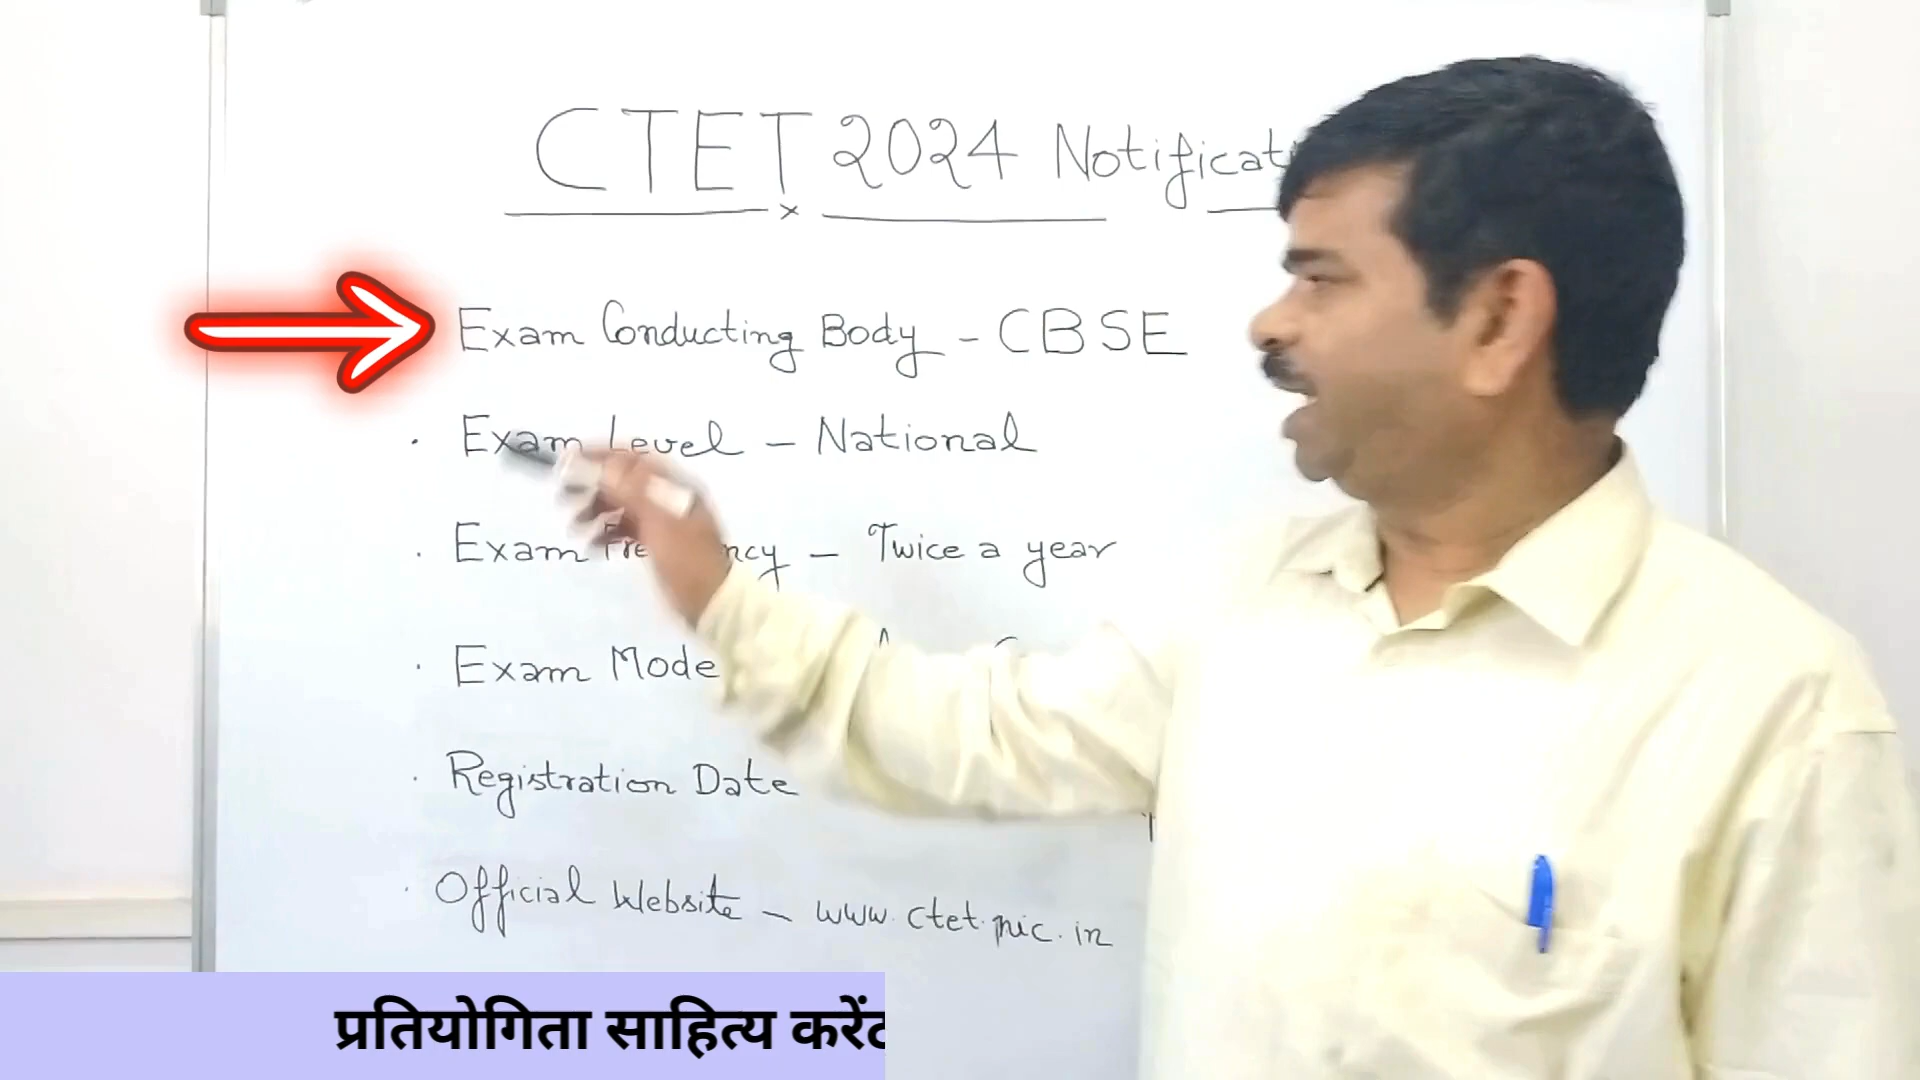 CTET 2024 Notificat
Exam Conducting Body - CBSE
. Exam Level - National
. Exam Twice a year
. Exam Mode
. Registration Date
. Official Website - www.ctet.nic.in
प्रतियोगिता साहित्य